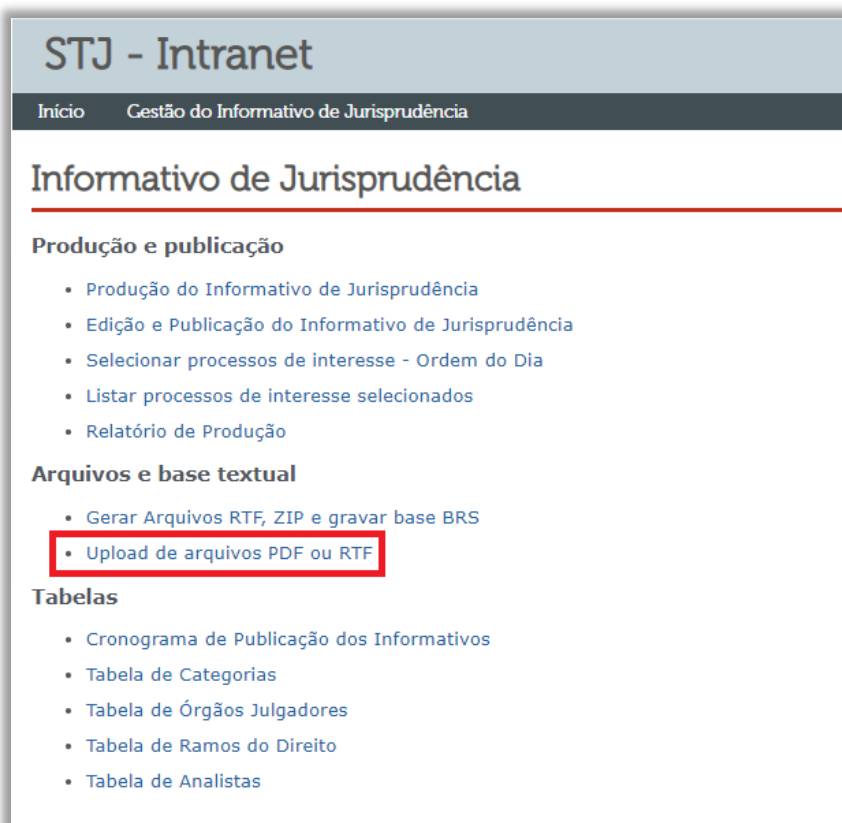 STJ - Intranet
Início Gestão do Informativo de Jurisprudência
Informativo de Jurisprudência
Produção e publicação
• Produção do Informativo de Jurisprudência
• Edição e Publicação do Informativo de Jurisprudência
• Selecionar processos de interesse - Ordem do Dia
• Listar processos de interesse selecionados
• Relatório de Produção
Arquivos e base textual
• Gerar Arquivos RTF, ZIP e gravar base BRS
• Upload de arquivos PDF ou RTF
Tabelas
• Cronograma de Publicação dos Informativos
• Tabela de Categorias
• Tabela de Órgãos Julgadores
• Tabela de Ramos do Direito
• Tabela de Analistas